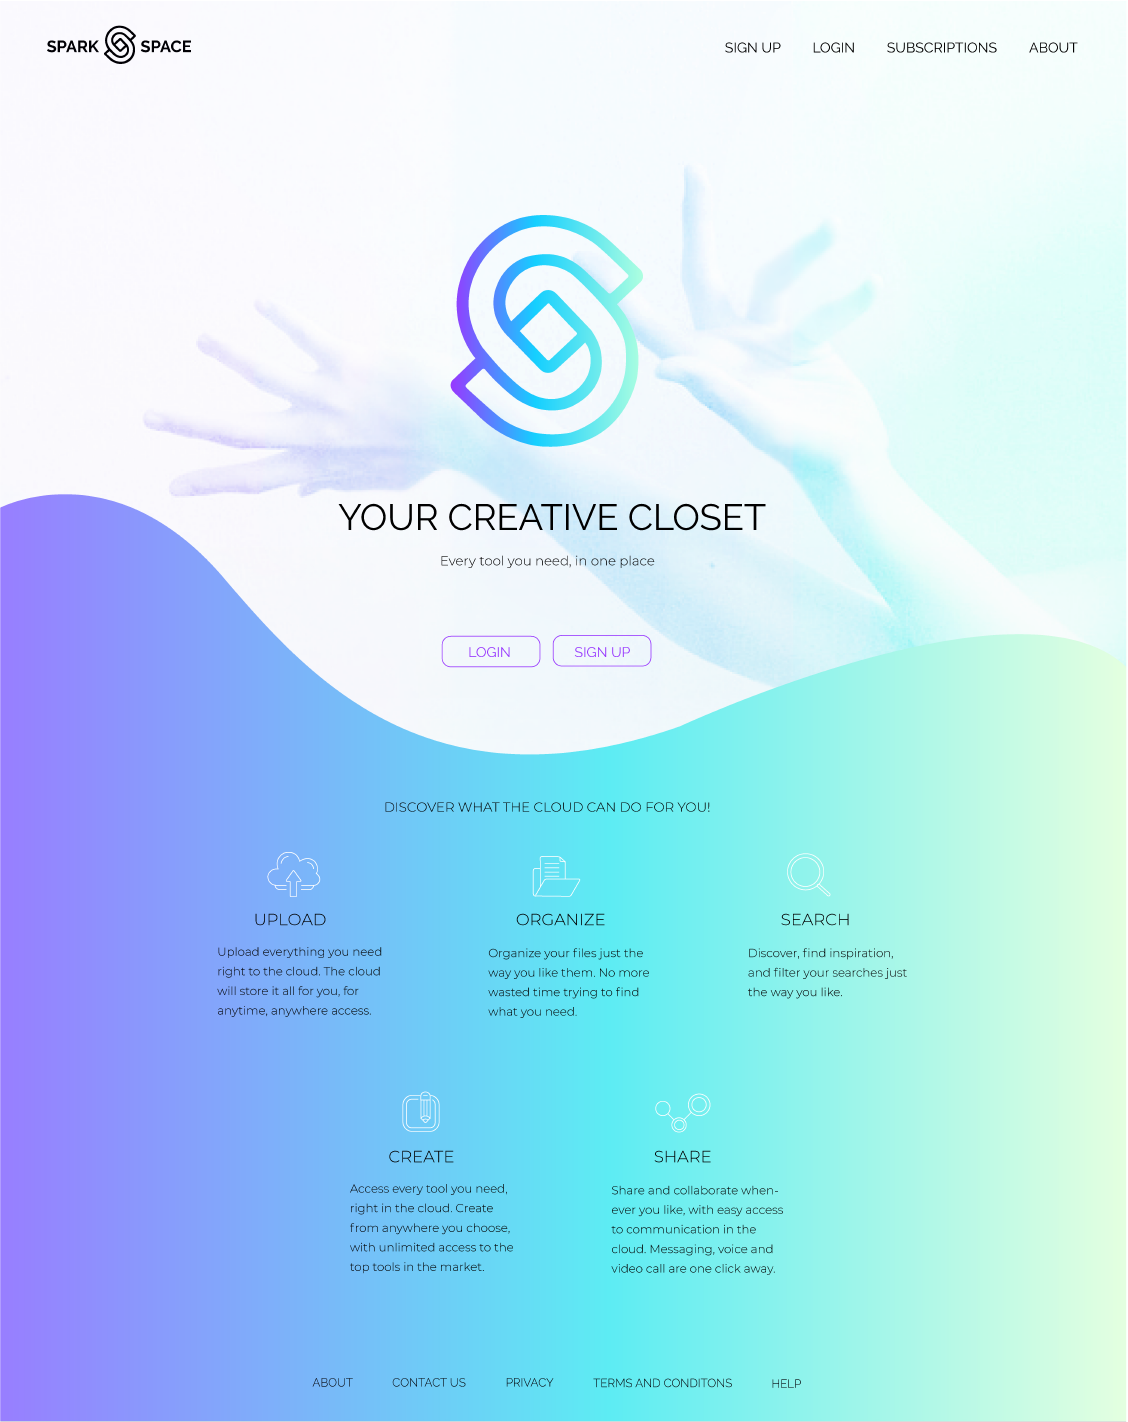 SPARK SPACE
SIGN UP LOGIN SUBSCRIPTIONS ABOUT
YOUR CREATIVE CLOSET
Every tool you need, in one place
LOGIN SIGN UP
DISCOVER WHAT THE CLOUD CAN DO FOR YOU!
UPLOAD
Upload everything you need
right to the cloud. The cloud
will store it all for you, for
anytime, anywhere access.
ORGANIZE
Organize your files just the
way you like them. No more
wasted time trying to find
what you need.
SEARCH
Discover, find inspiration,
and filter your searches just
the way you like.
CREATE
Access every tool you need,
right in the cloud. Create
from anywhere you choose,
with unlimited access to the
top tools in the market.
SHARE
Share and collaborate when-
ever you like, with easy access
to communication in the
cloud. Messaging, voice and
video call are one click away.
ABOUT CONTACT US PRIVACY TERMS AND CONDITONS HELP